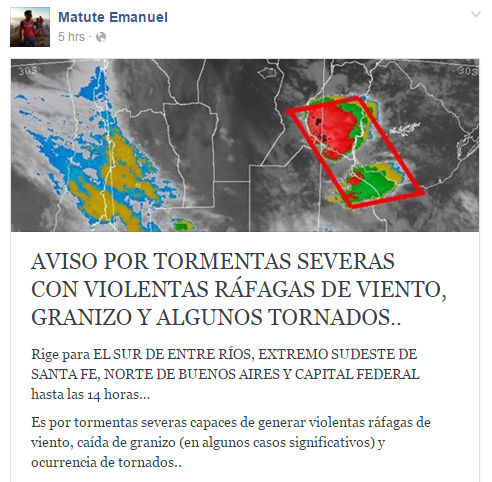 Matute Emanuel
5 hrs ·
30S
30S
AVISO POR TORMENTAS SEVERAS
CON VIOLENTAS RÁFAGAS DE VIENTO,
GRANIZO Y ALGUNOS TORNADOS..
Rige para EL SUR DE ENTRE RÍOS, EXTREMO SUDESTE DE
SANTA FE, NORTE DE BUENOS AIRES Y CAPITAL FEDERAL
hasta las 14 horas...
Es por tormentas severas capaces de generar violentas ráfagas de
viento, caída de granizo (en algunos casos significativos) y
ocurrencia de tornados..